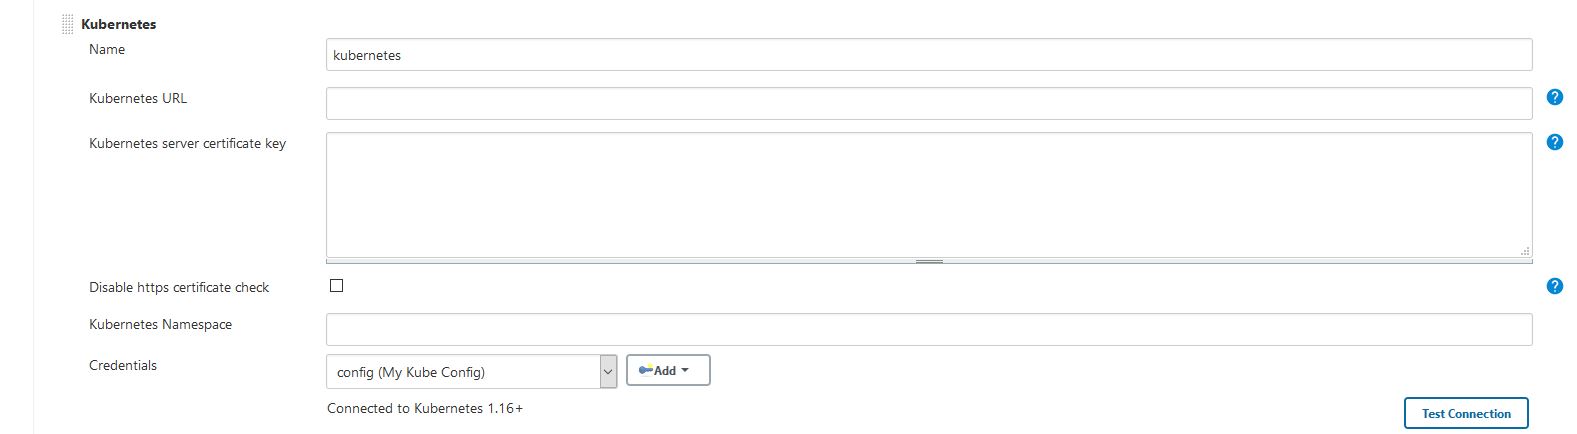 Kubernetes
Name
kubernetes
Kubernetes URL
?
Kubernetes server certificate key
?
Disable https certificate check
?
Kubernetes Namespace
Credentials
config (My Kube Config)
Add
Connected to Kubernetes 1.16+
Test Connection